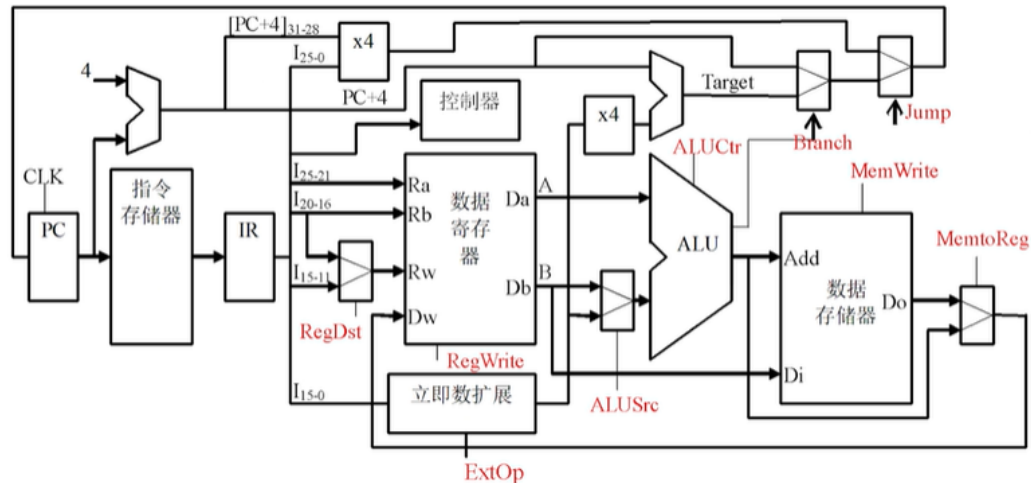 [PC+4]31-28
x4
I25-0
4
PC+4
控制器
Target
x4
Jump
Branch
ALUCtr
MemWrite
CLK
PC
指令
存储器
IR
I25-21
I20-16
I15-11
Ra
Rb
Rw
Dw
数据
寄存
器
Da
Db
A
B
ALU
Add
数据
存储器
Do
Di
MemtoReg
RegDst
RegWrite
ALUSrc
I15-0
立即数扩展
ExtOp